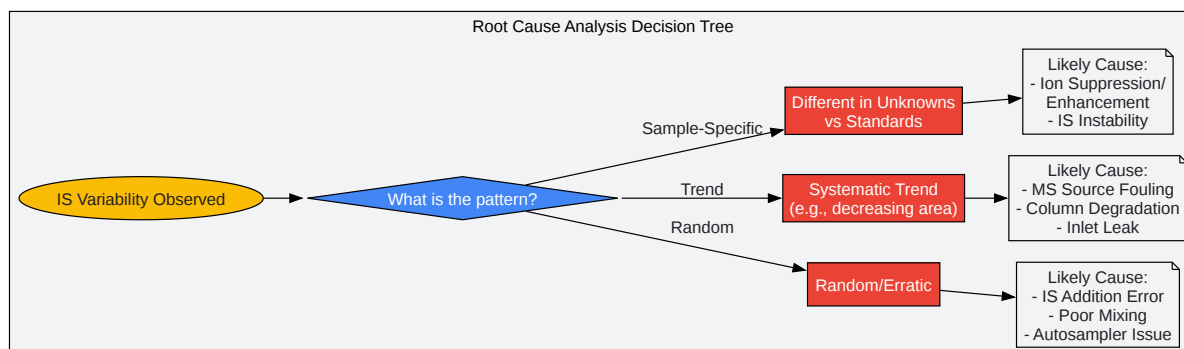 Root Cause Analysis Decision Tree
IS Variability Observed
What is the pattern?
Sample-Specific
Different in Unknowns
vs Standards
Likely Cause:
- Ion Suppression/
Enhancement
- IS Instability
Trend
Systematic Trend
(e.g., decreasing area)
Likely Cause:
- MS Source Fouling
- Column Degradation
- Inlet Leak
Random
Random/Erratic
Likely Cause:
- IS Addition Error
- Poor Mixing
- Autosampler Issue